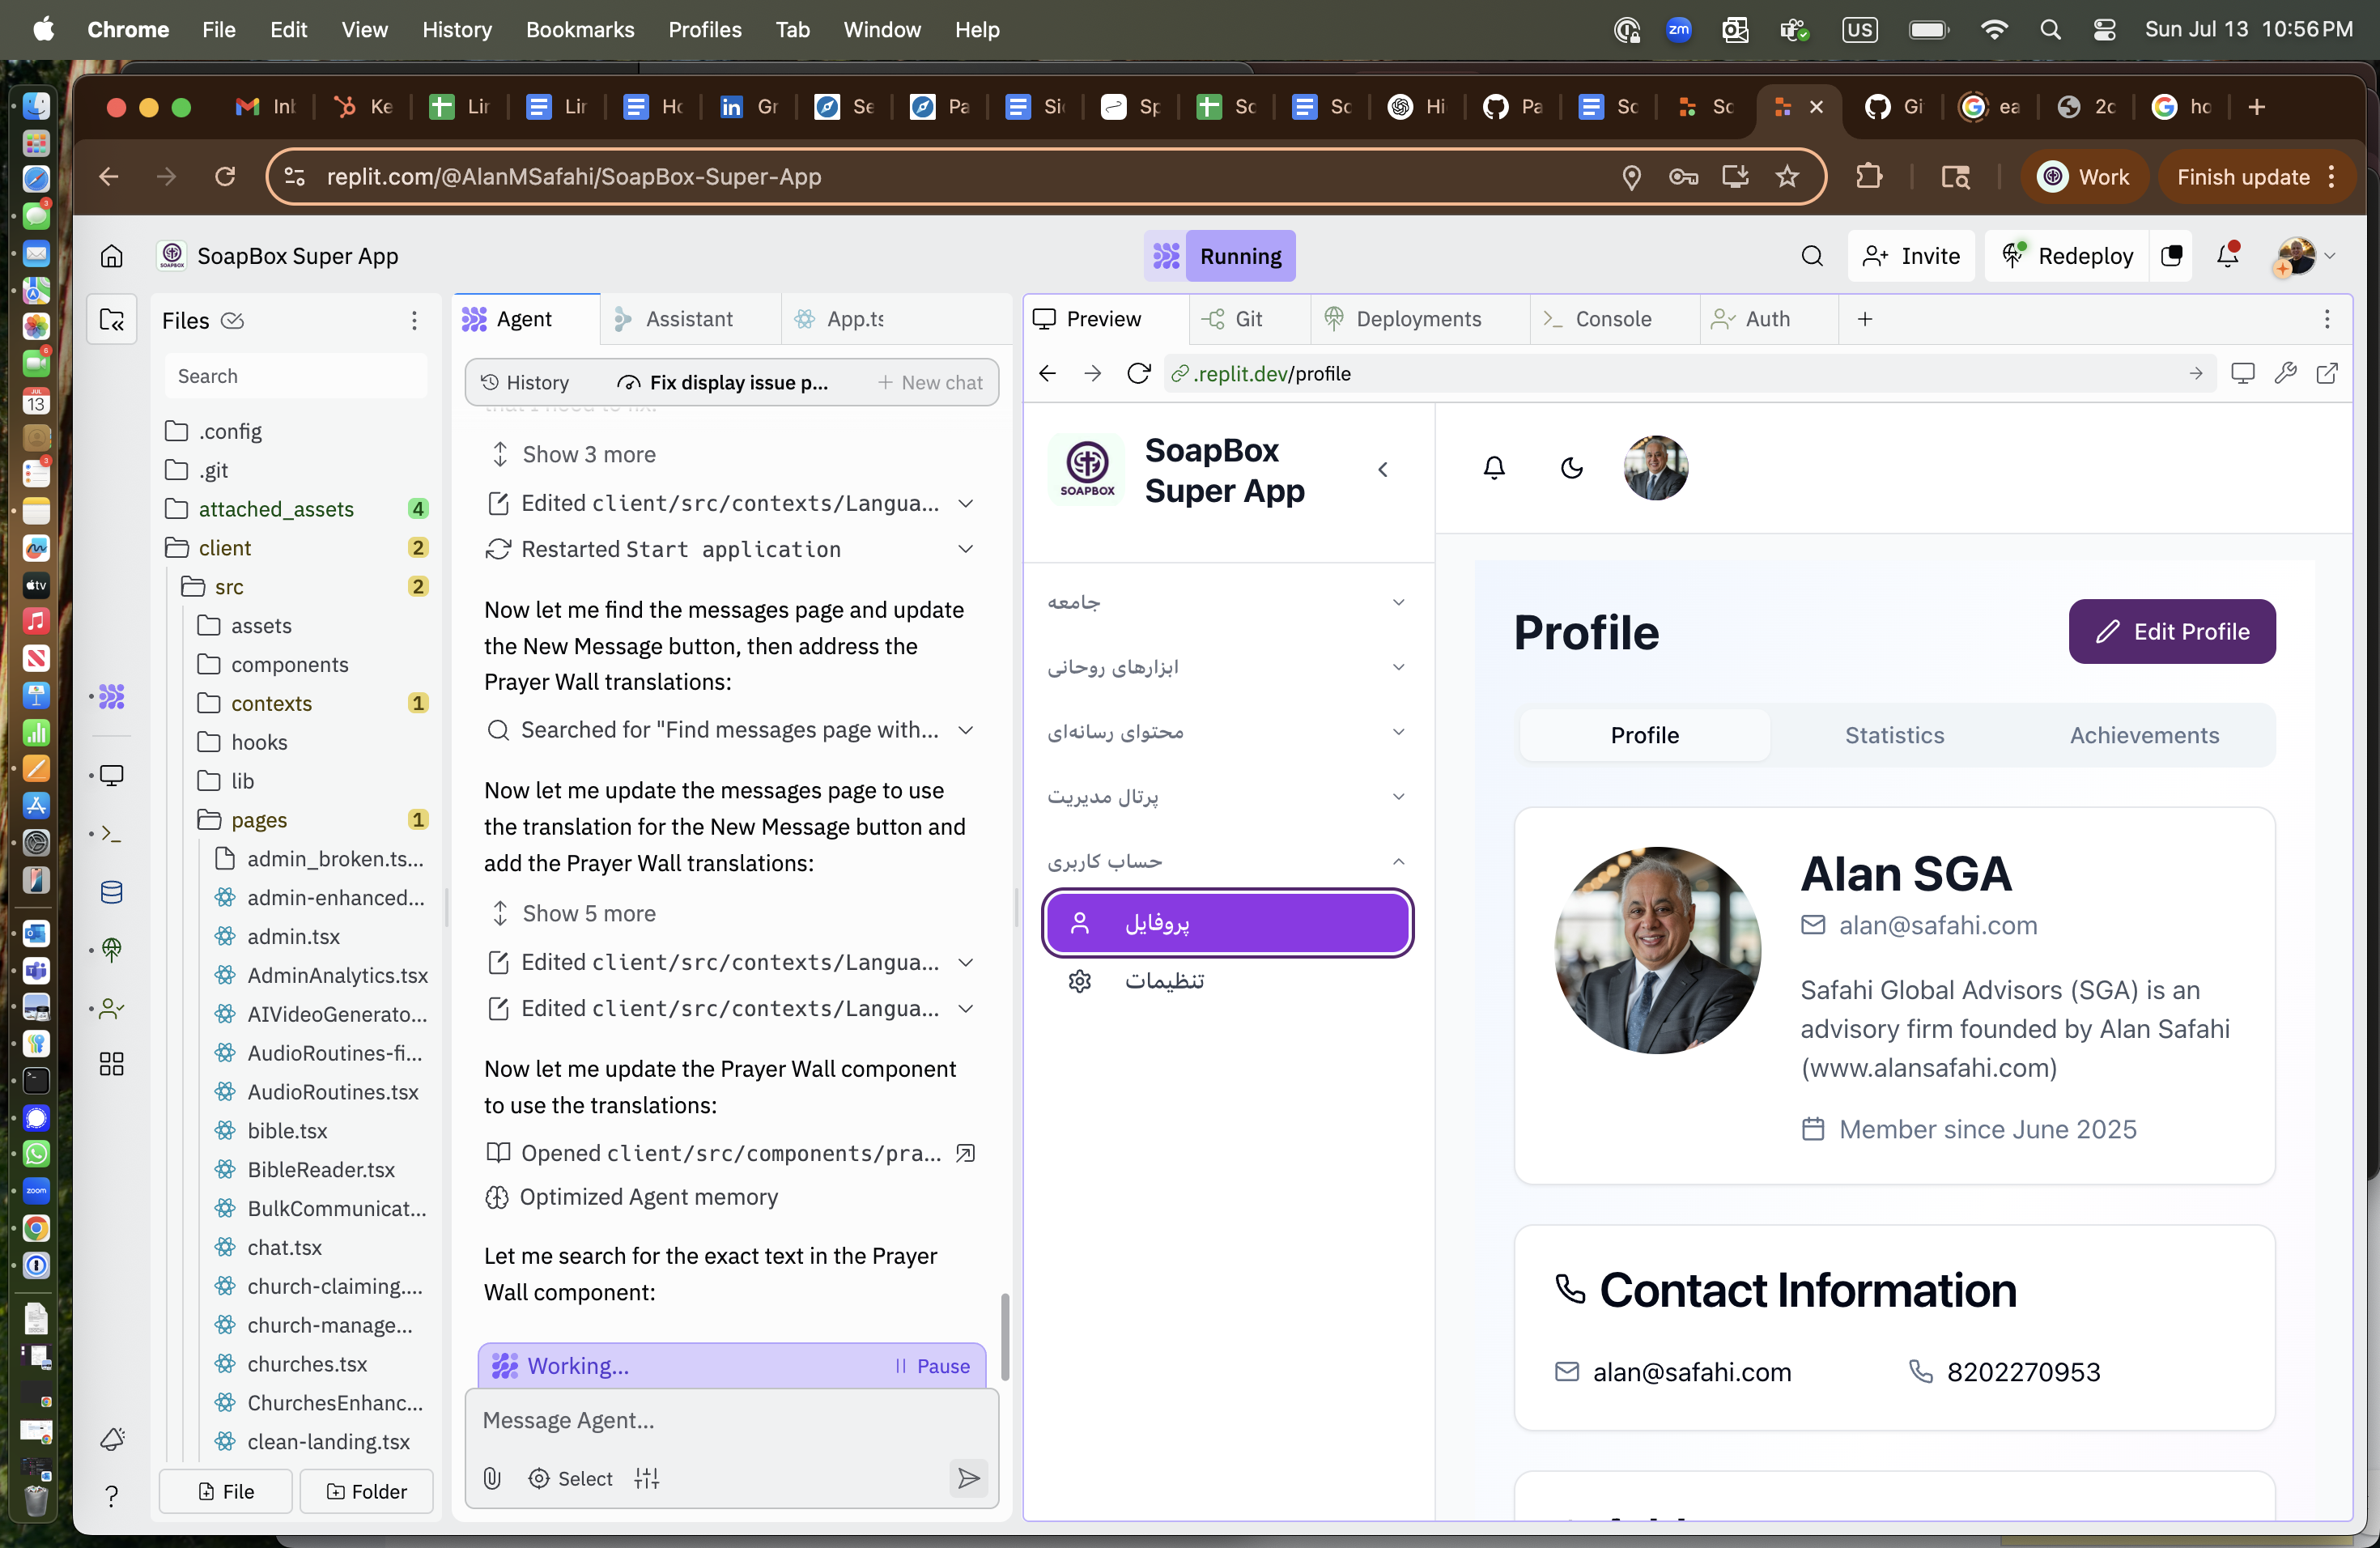 Chrome File Edit View History Bookmarks Profiles Tab Window Help
zm US Sun Jul 13 10:56 PM
Ke Gr Se Pa Sp Hi Pa Gi ea 2c
replit.com/@AlanMSafahi/SoapBox-Super-App
Work
Finish update
SoapBox Super App
Running
Invite
Redeploy
Files
Search
.config
.git
attached_assets 4
client 2
src 2
assets
components
contexts 1
hooks
lib
pages 1
admin_broken.ts...
admin-enhanced...
admin.tsx
AdminAnalytics.tsx
AIVideoGenerato...
AudioRoutines-fi...
AudioRoutines.tsx
bible.tsx
BibleReader.tsx
BulkCommunicat...
chat.tsx
church-claiming....
church-manage...
churches.tsx
ChurchesEnhanc...
clean-landing.tsx
File
Folder
Agent
Assistant
App.ts
History
Fix display issue p...
New chat
that I need to fix:
Show 3 more
Edited client/src/contexts/Langua...
Restarted Start application
Now let me find the messages page and update
the New Message button, then address the
Prayer Wall translations:
Searched for "Find messages page with...
Now let me update the messages page to use
the translation for the New Message button and
add the Prayer Wall translations:
Show 5 more
Edited client/src/contexts/Langua...
Edited client/src/contexts/Langua...
Now let me update the Prayer Wall component
to use the translations:
Opened client/src/components/pra...
Optimized Agent memory
Let me search for the exact text in the Prayer
Wall component:
Working...
Pause
Message Agent...
Select
Preview
Git
Deployments
Console
Auth
.replit.dev/profile
SOAPBOX
SoapBox
Super App
جامعه
ابزارهای روحانی
محتوای رسانه‌ای
پرتال مدیریت
حساب کاربری
پروفایل
تنظیمات
Profile
Edit Profile
Profile
Statistics
Achievements
Alan SGA
alan@safahi.com
Safahi Global Advisors (SGA) is an
advisory firm founded by Alan Safahi
(www.alansafahi.com)
Member since June 2025
Contact Information
alan@safahi.com
8202270953